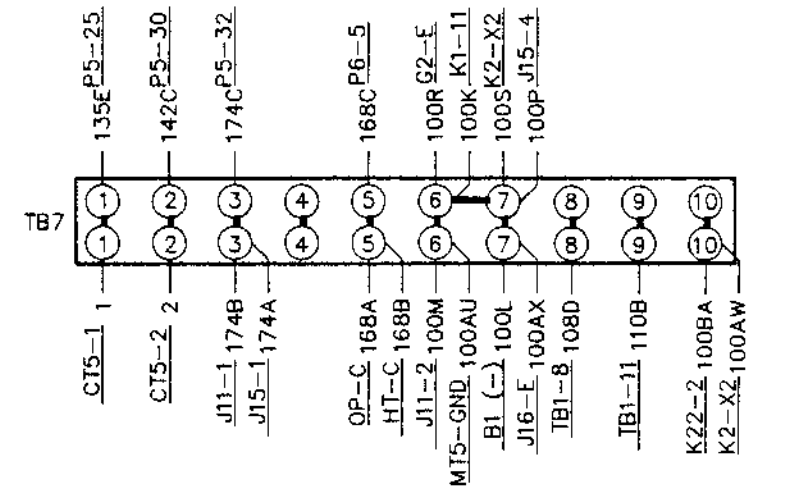 135E P5-25
142C P5-30
174C P5-32
168C P6-5
100R G2-E
100K K1-11
100S K2-X2
100P J15-4
TB7
1 2 3 4 5 6 7 8 9 10
1 2 3 4 5 6 7 8 9 10
CT5-1 1
CT5-2 2
J11-1 174B
J15-1 174A
OP-C 168A
HT-C 168B
J11-2 100M
MT5-GND 100AU
B1 (-) 100L
J16-E 100AX
TB1-8 108D
TB1-11 110B
K22-2 100BA
K2-X2 100AW